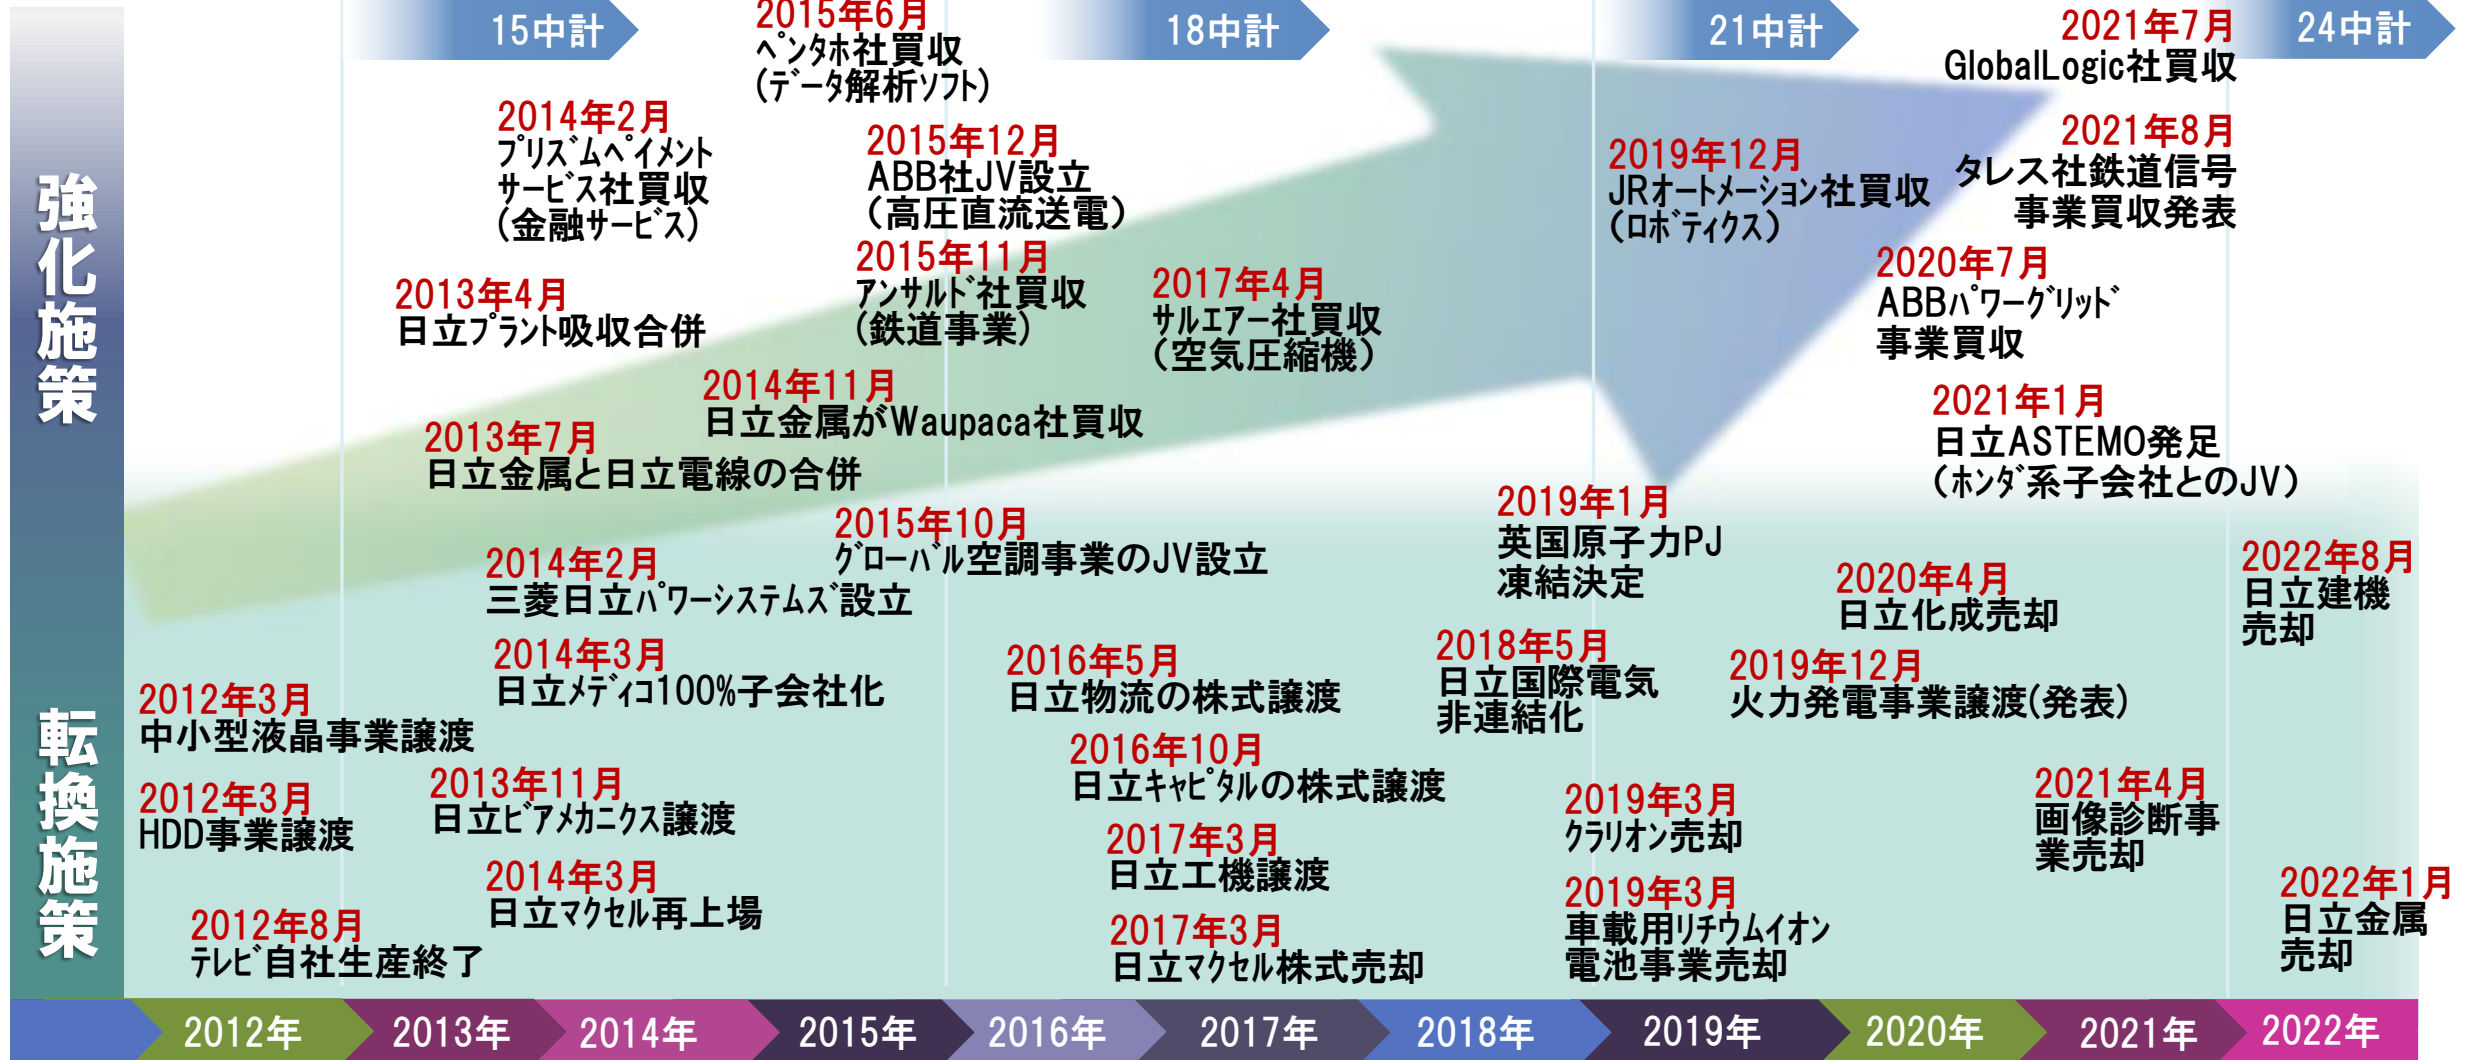 15中計
18中計
21中計
24中計
強化施策
2015年6月
ﾍﾟﾝﾀﾎ社買収
(ﾃﾞｰﾀ解析ｿﾌﾄ)
2014年2月
ﾌﾟﾘｽﾞﾑﾍﾟｲﾒﾝﾄ
ｻｰﾋﾞｽ社買収
(金融ｻｰﾋﾞｽ)
2015年12月
ABB社JV設立
(高圧直流送電)
2015年11月
ｱﾝｻﾙﾄﾞ社買収
(鉄道事業)
2013年4月
日立ﾌﾟﾗﾝﾄ吸収合併
2017年4月
ｻﾙｴｱｰ社買収
(空気圧縮機)
2014年11月
日立金属がWaupaca社買収
2013年7月
日立金属と日立電線の合併
2019年12月
JRｵｰﾄﾒｰｼｮﾝ社買収
(ﾛﾎﾞﾃｨｸｽ)
2021年7月
GlobalLogic社買収
2021年8月
タレス社鉄道信号
事業買収発表
2020年7月
ABBﾊﾟﾜｰｸﾞﾘｯﾄﾞ
事業買収
2021年1月
日立ASTEMO発足
(ﾎﾝﾀﾞ系子会社とのJV)
転換施策
2015年10月
ｸﾞﾛｰﾊﾞﾙ空調事業のJV設立
2014年2月
三菱日立ﾊﾟﾜｰｼｽﾃﾑｽﾞ設立
2014年3月
日立ﾒﾃﾞｨｺ100%子会社化
2012年3月
中小型液晶事業譲渡
2012年3月
HDD事業譲渡
2012年8月
ﾃﾚﾋﾞ自社生産終了
2013年11月
日立ﾋﾞｱﾒｶﾆｸｽ譲渡
2014年3月
日立ﾏｸｾﾙ再上場
2016年5月
日立物流の株式譲渡
2016年10月
日立ｷｬﾋﾟﾀﾙの株式譲渡
2017年3月
日立工機譲渡
2017年3月
日立ﾏｸｾﾙ株式売却
2019年1月
英国原子力PJ
凍結決定
2018年5月
日立国際電気
非連結化
2019年3月
ｸﾗﾘｵﾝ売却
2019年3月
車載用ﾘﾁｳﾑｲｵﾝ
電池事業売却
2020年4月
日立化成売却
2019年12月
火力発電事業譲渡(発表)
2021年4月
画像診断事
業売却
2022年8月
日立建機
売却
2022年1月
日立金属
売却
2012年
2013年
2014年
2015年
2016年
2017年
2018年
2019年
2020年
2021年
2022年